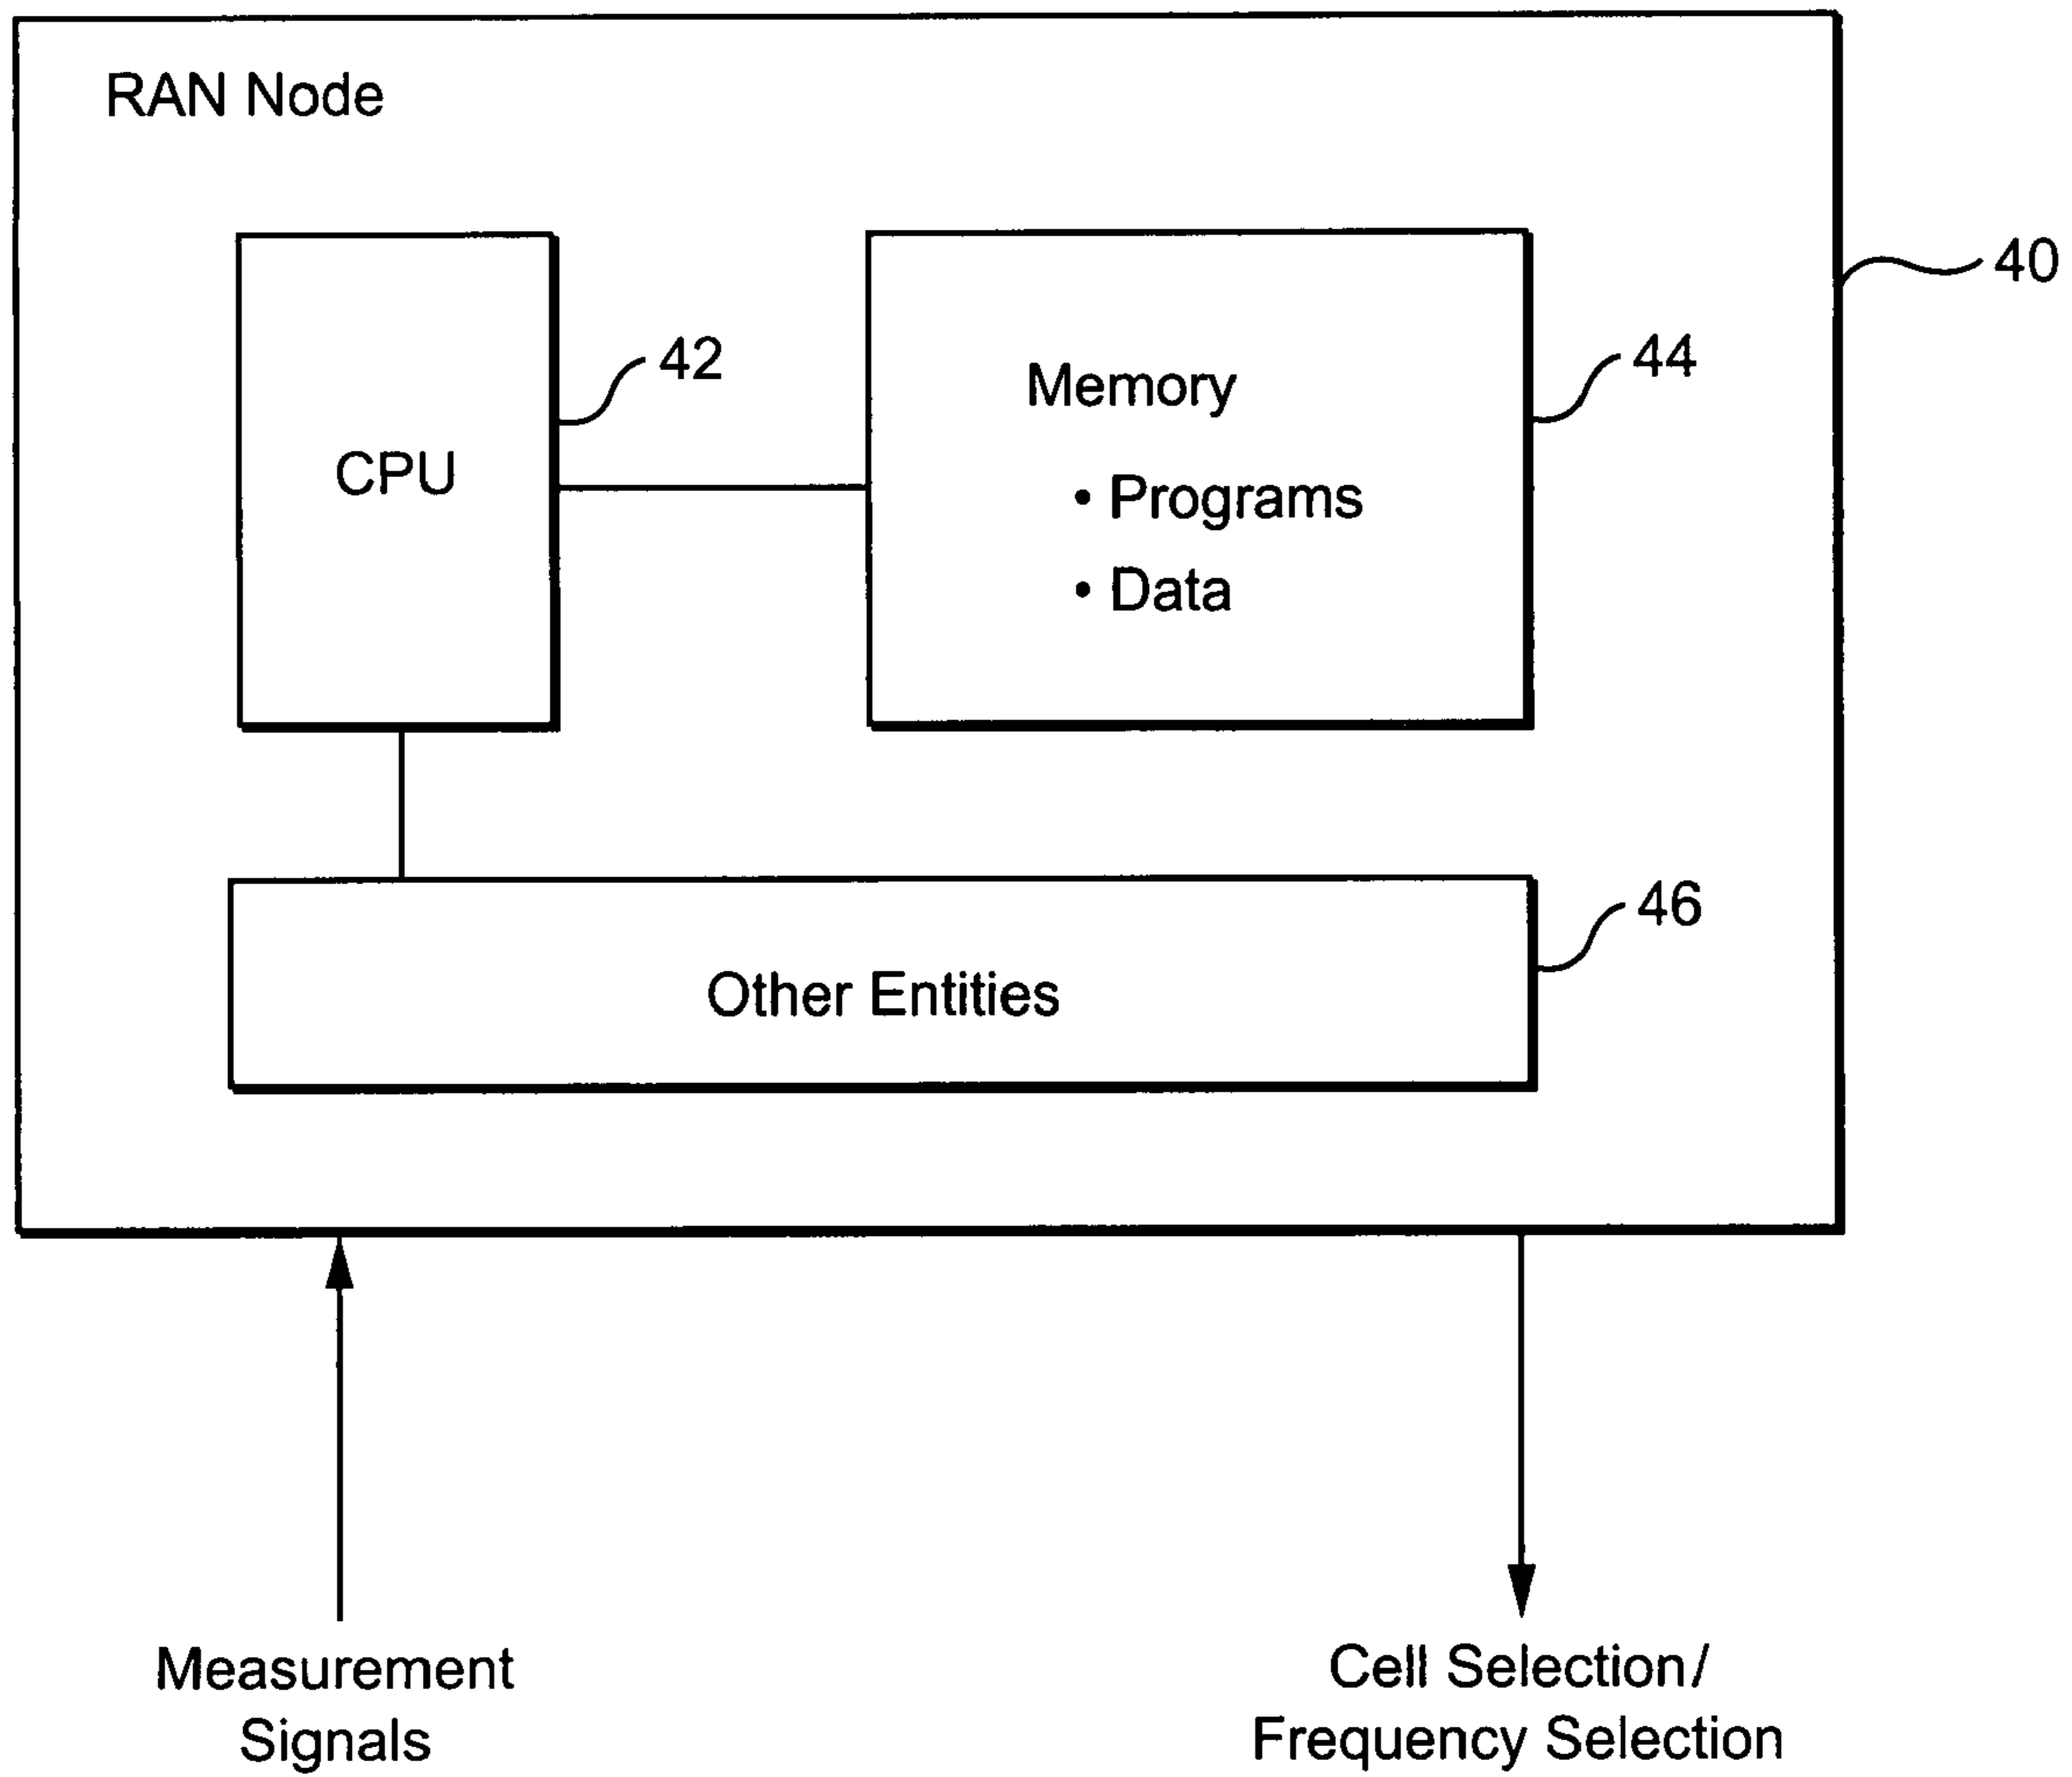 RAN Node
40
42
44
CPU
Memory
• Programs
• Data
46
Other Entities
Measurement
Signals
Cell Selection/
Frequency Selection